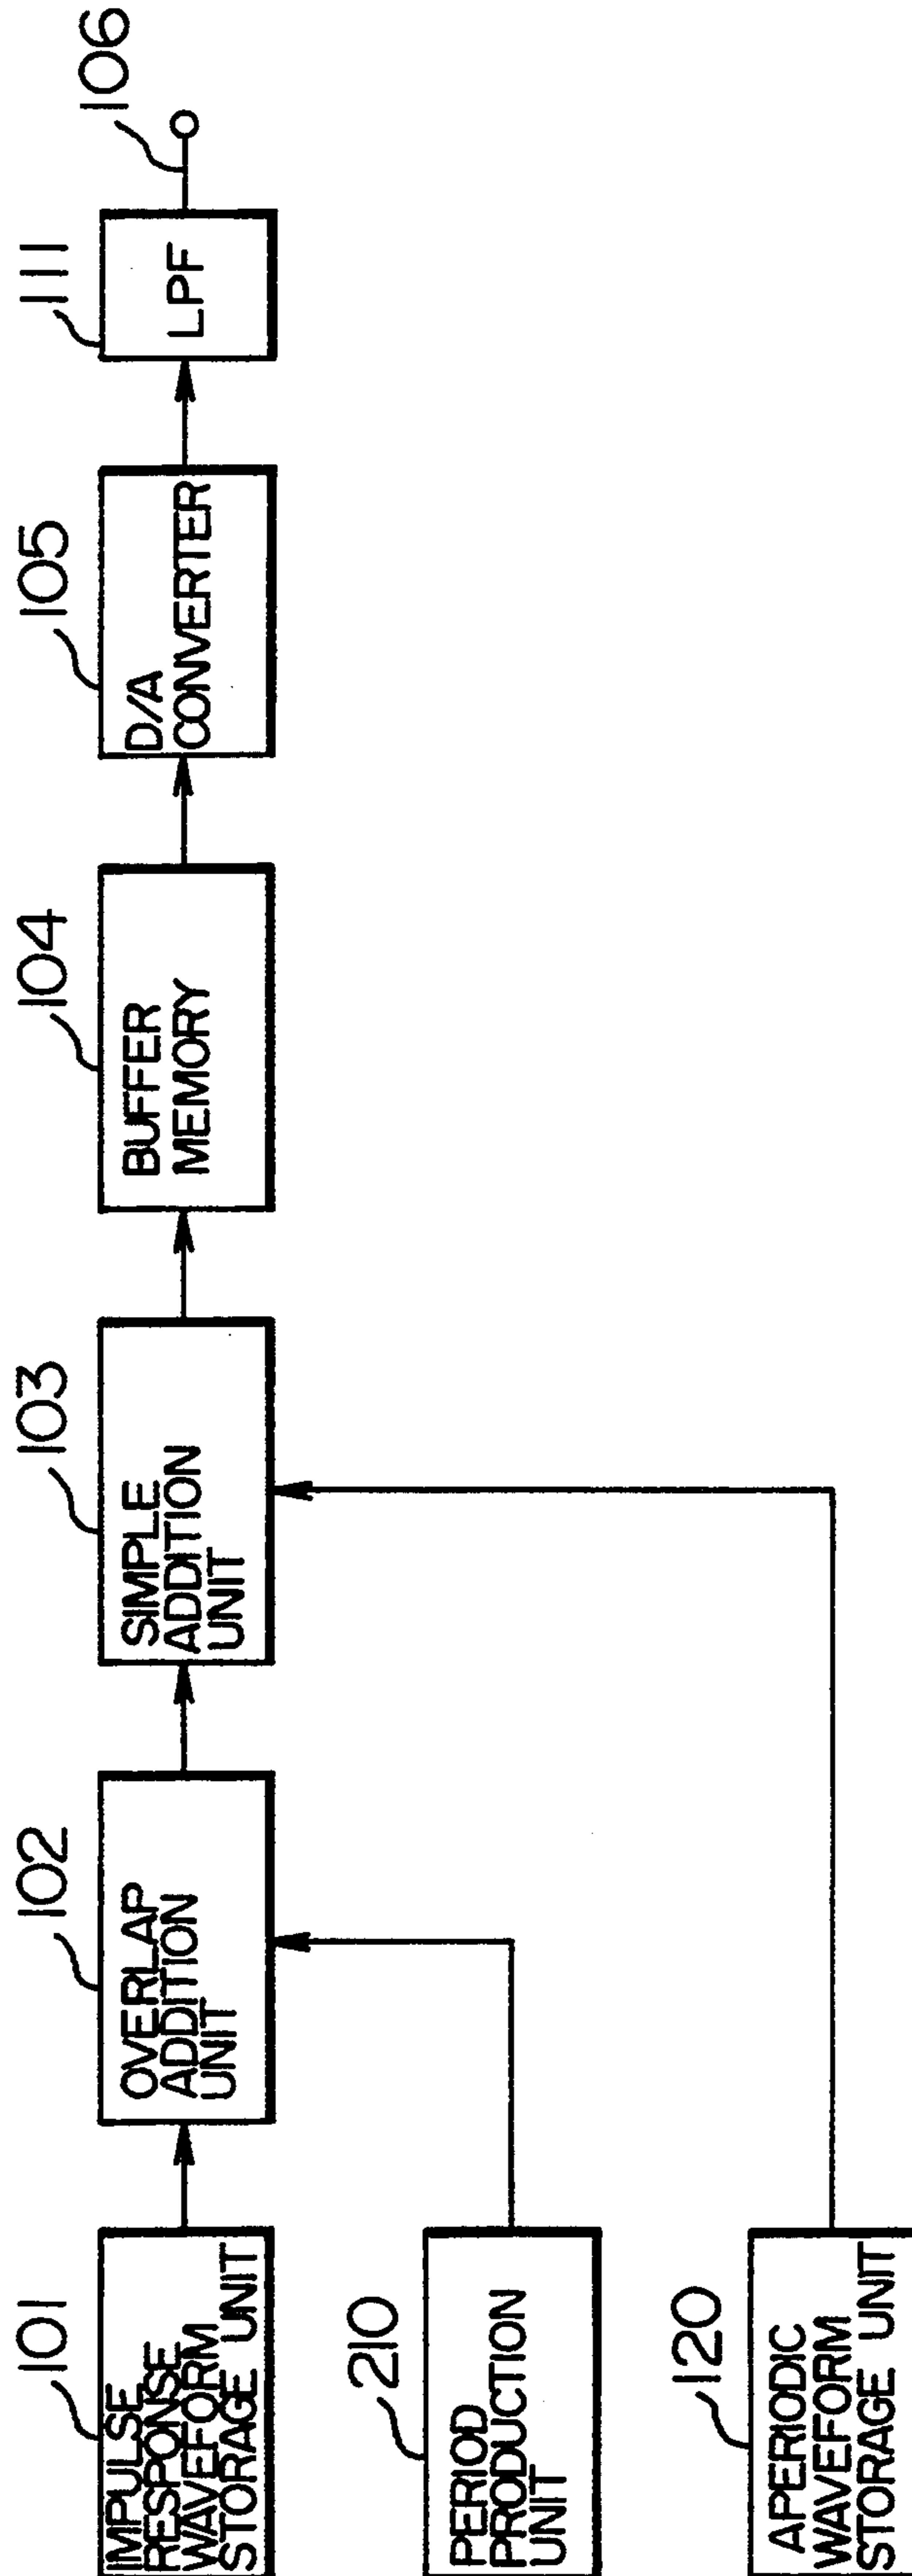 101
IMPULSE
RESPONSE
WAVEFORM
STORAGE UNIT
102
OVERLAP
ADDITION
UNIT
103
SIMPLE
ADDITION
UNIT
104
BUFFER
MEMORY
105
D/A
CONVERTER
111
LPF
106
210
PERIOD
PRODUCTION
UNIT
120
APERIODIC
WAVEFORM
STORAGE UNIT